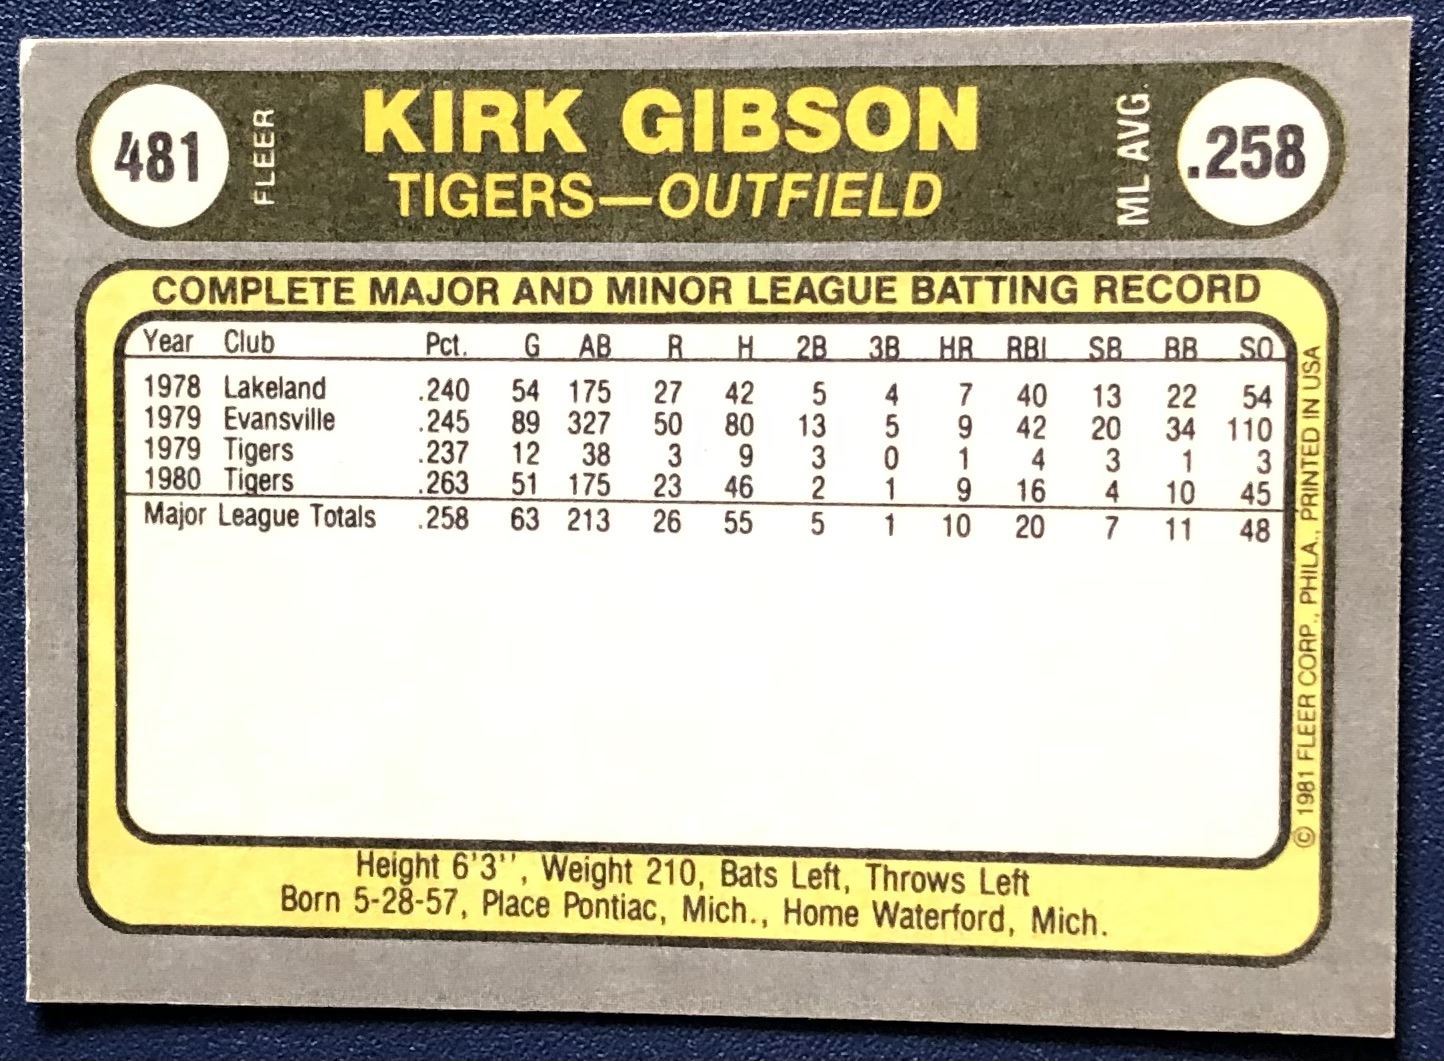 481 FLEER KIRK GIBSON ML AVG. .258
TIGERS—OUTFIELD
COMPLETE MAJOR AND MINOR LEAGUE BATTING RECORD
Year Club Pct. G AB R H 2B 3B HR RBI SB BB SO
1978 Lakeland .240 54 175 27 42 5 4 7 40 13 22 54
1979 Evansville .245 89 327 50 80 13 5 9 42 20 34 110
1979 Tigers .237 12 38 3 9 3 0 1 4 3 1 3
1980 Tigers .263 51 175 23 46 2 1 9 16 4 10 45
Major League Totals .258 63 213 26 55 5 1 10 20 7 11 48
© 1981 FLEER CORP., PHILA., PRINTED IN USA
Height 6'3'', Weight 210, Bats Left, Throws Left
Born 5-28-57, Place Pontiac, Mich., Home Waterford, Mich.